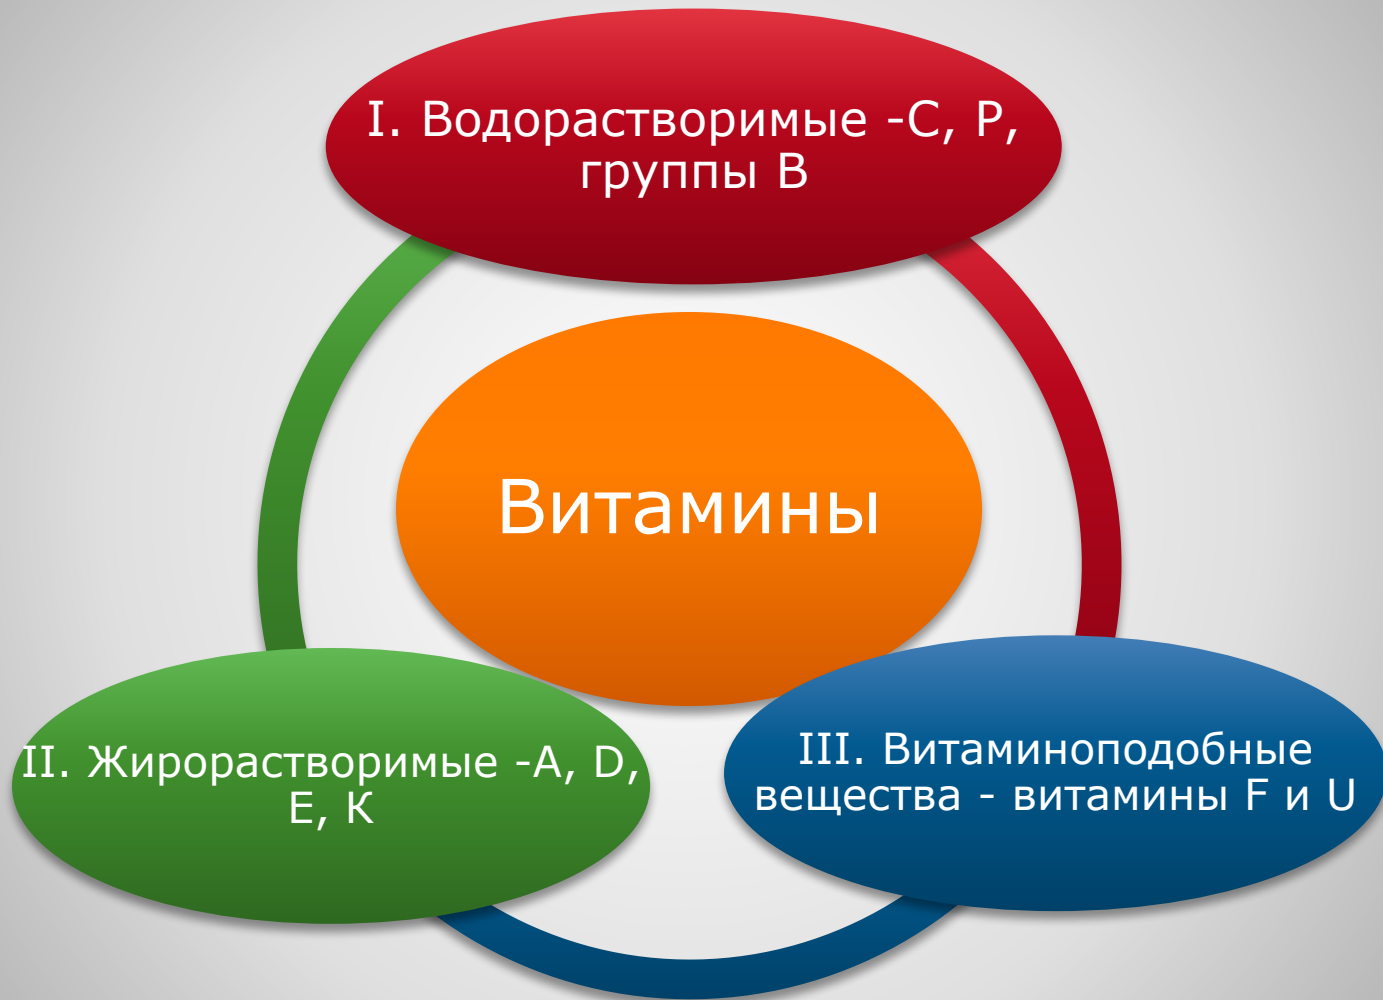 I. Водорастворимые -С, Р,
группы В
Витамины
II. Жирорастворимые -А, D,
Е, К
III. Витаминоподобные
вещества - витамины F и U